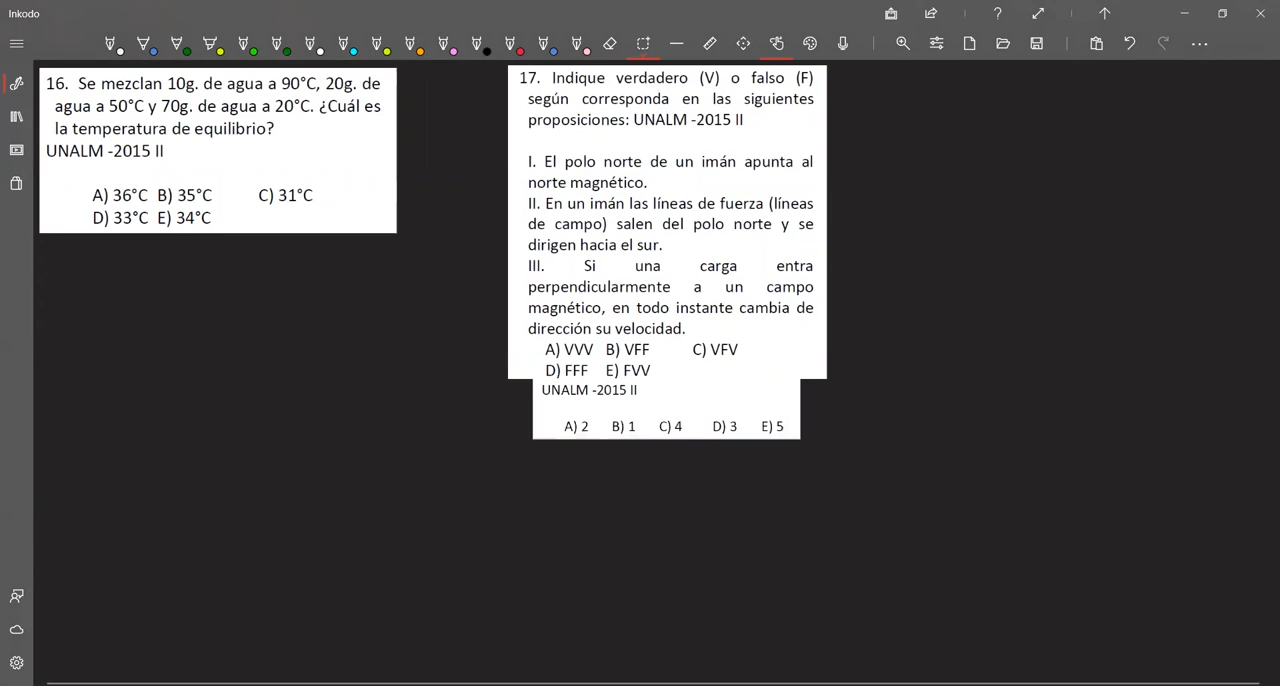 Inkodo
16. Se mezclan 10g. de agua a 90°C, 20g. de
agua a 50°C y 70g. de agua a 20°C. ¿Cuál es
la temperatura de equilibrio?
UNALM -2015 II
A) 36°C B) 35°C C) 31°C
D) 33°C E) 34°C
17. Indique verdadero (V) o falso (F)
según corresponda en las siguientes
proposiciones: UNALM -2015 II
I. El polo norte de un imán apunta al
norte magnético.
II. En un imán las líneas de fuerza (líneas
de campo) salen del polo norte y se
dirigen hacia el sur.
III. Si una carga entra
perpendicularmente a un campo
magnético, en todo instante cambia de
dirección su velocidad.
A) VVV B) VFF C) VFV
D) FFF E) FVV
UNALM -2015 II
A) 2 B) 1 C) 4 D) 3 E) 5